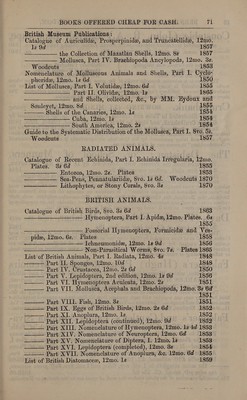 BOOKS OFFERED CHEAP FOR CASH. 71
British Museum Publications:
Catalogue of Auriculidæ, Proserpinidæ, and Truncatellidæ, 12mo.
1s 9d 1857
——— the Collection of Mazatlan Shells, 12mo. 8s 1857
——— Mollusca, Part IV. Brachiopoda Ancylopoda, 12mo. 3s.
Woodcuts 1853
Nomenclature of Molluscous Animals and Shells, Part I. Cyclophoridæ, 12mo. 1s 6d 1850
List of Mollusca, Part I. Volutidæ, 12mo. 6d 1855
——— Part II. Olividæ, 12mo. 1s 1865
——— and Shells, collected, &c., by MM. Eydoux and
Souleyet, 12mo. 8d 1855
——— Shells of the Canaries, 12mo. 1s 1854
——— Cuba, 12mo. 1s 1854
——— South America, 12mo. 2s 1854
Guide to the Systematic Distribution of the Mollusca, Part I. 8vo. 5s.
Woodcuts 1857
RADIATED ANIMALS.
Catalogue of Recent Echinida, Part I. Echinida Irregularia, 12mo.
Plates. 3s 6d 1855
——— Entozoa, 12mo. 2s. Plates 1853
——— Sea-Pens, Pennatulariidæ, 8vo. 1s 6d. Woodcuts 1870
——— Lithophytes, or Stony Corals, 8vo. 3s 1870
BRITISH ANIMALS.
Catalogue of British Birds, 8vo. 3s 6d 1863
——— Hymenoptera, Part I. Apidæ, 12mo. Plates. 6s
1855
——— Fossorial Hymenoptera, Formicidæ and Vespidæ, 12mo. 6s. Plates 1858
——— Ichneumonidæ, 12mo. 1s 9d 1856
——— Non-Parasitical Wasps, 8vo. 7s. Plates 1865
List of British Animals, Part I. Radiata, 12mo. 4s 1848
——— Part II. Sponges, 12mo. 10d 1848
——— Part IV. Crustacea, 12mo. 2s 6d 1850
——— Part V. Lepidoptera, 2nd edition, 12mo. 1s 9d 1856
——— Part VI. Hymenoptera Aculeata, 12mo. 2s 1851
——— Part VII. Mollusca, Acephala and Brachiopoda, 12mo. 3s 6d
1851
——— Part VIII. Fish, 12mo. 3s 1851
——— Part IX. Eggs of British Birds, 12mo. 2s 6d 1852
——— Part XI. Anoplura, 12mo. 1s 1852
——— Part XII. Lepidoptera (continued), 12mo. 9d 1852
——— Part XIII. Nomenclature of Hymenoptera, 12mo. 1s 4d 1853
——— Part XIV. Nomenclature of Neuroptera, 12mo. 6d 1853
——— Part XV. Nomenclature of Diptera, I. 12mo. 1s 1853
——— Part XVI. Lepidoptera (completed), 12mo. 3s 1854
——— Part XVII. Nomenclature of Anoplura, &c. 12mo. 6d 1855
List of British Diatomaceæ, 12mo. 1s 1859